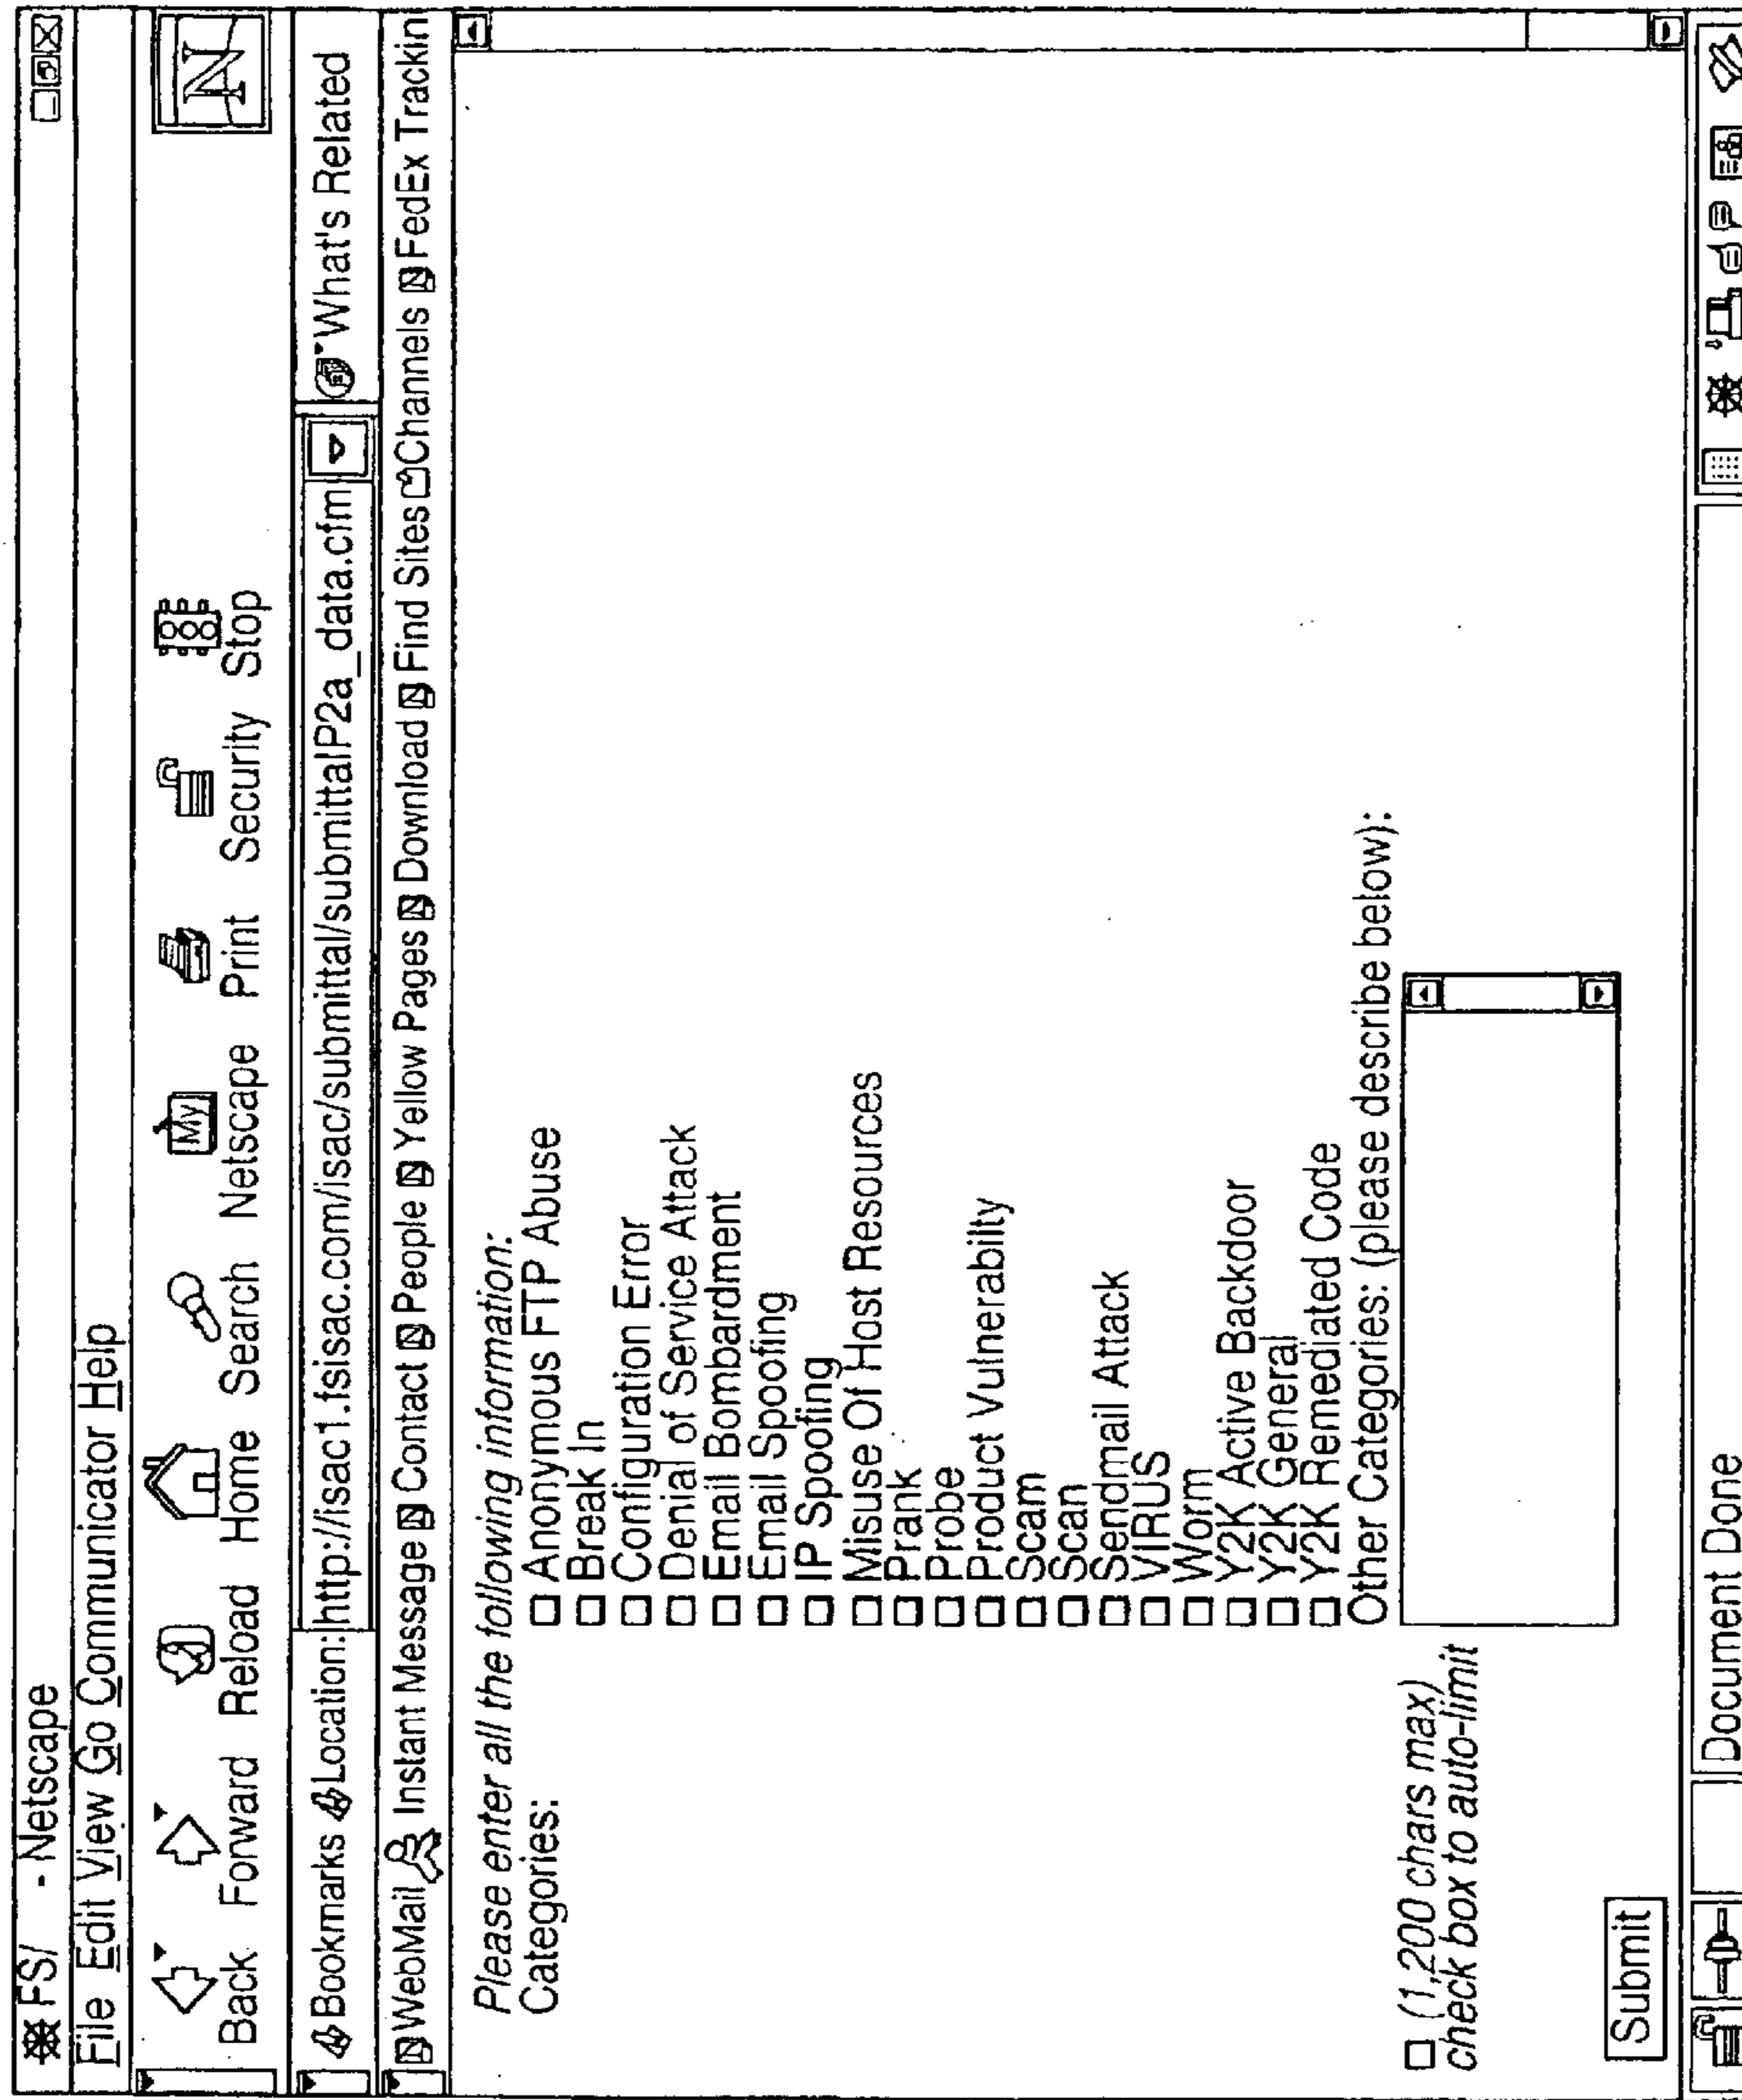 FS/ - Netscape
File Edit View Go Communicator Help
N
My
Back Forward Reload Home Search Netscape Print Security Stop
Bookmarks Location: http://isac1.fsisac.com/isac/submittal/submittalP2a_data.cfm What's Related
WebMail Instant Message Contact People Yellow Pages Download Find Sites Channels FedEx Trackin
Please enter all the following information:
Categories:
Anonymous FTP Abuse
Break In
Configuration Error
Denial of Service Attack
Email Bombardment
Email Spoofing
IP Spoofing
Misuse Of Host Resources
Prank
Probe
Product Vulnerabilty
Scam
Scan
Sendmail Attack
VIRUS
Worm
Y2K Active Backdoor
Y2K General
Y2K Remediated Code
Other Categories: (please describe below):
(1,200 chars max)
check box to auto-limit
Submit
Document Done